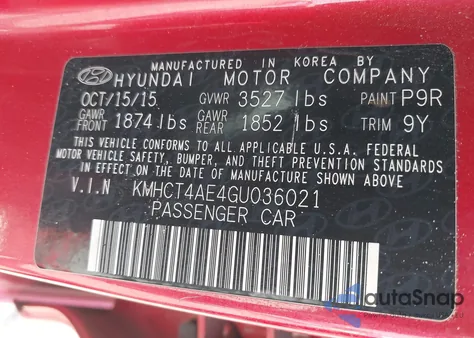 MANUFACTURED IN KOREA BY
HYUNDAI MOTOR COMPANY
OCT/15/15 GVWR 3527 lbs PAINT P9R
GAWR FRONT 1874 lbs GAWR REAR 1852 lbs TRIM 9Y
THIS VEHICLE CONFORMS TO ALL APPLICABLE U.S.A. FEDERAL
MOTOR VEHICLE SAFETY, BUMPER, AND THEFT PREVENTION STANDARDS
IN EFFECT ON THE DATE OF MANUFACTURE SHOWN ABOVE
V.I.N KMHCT4AE4GU036021
PASSENGER CAR
autaSnap